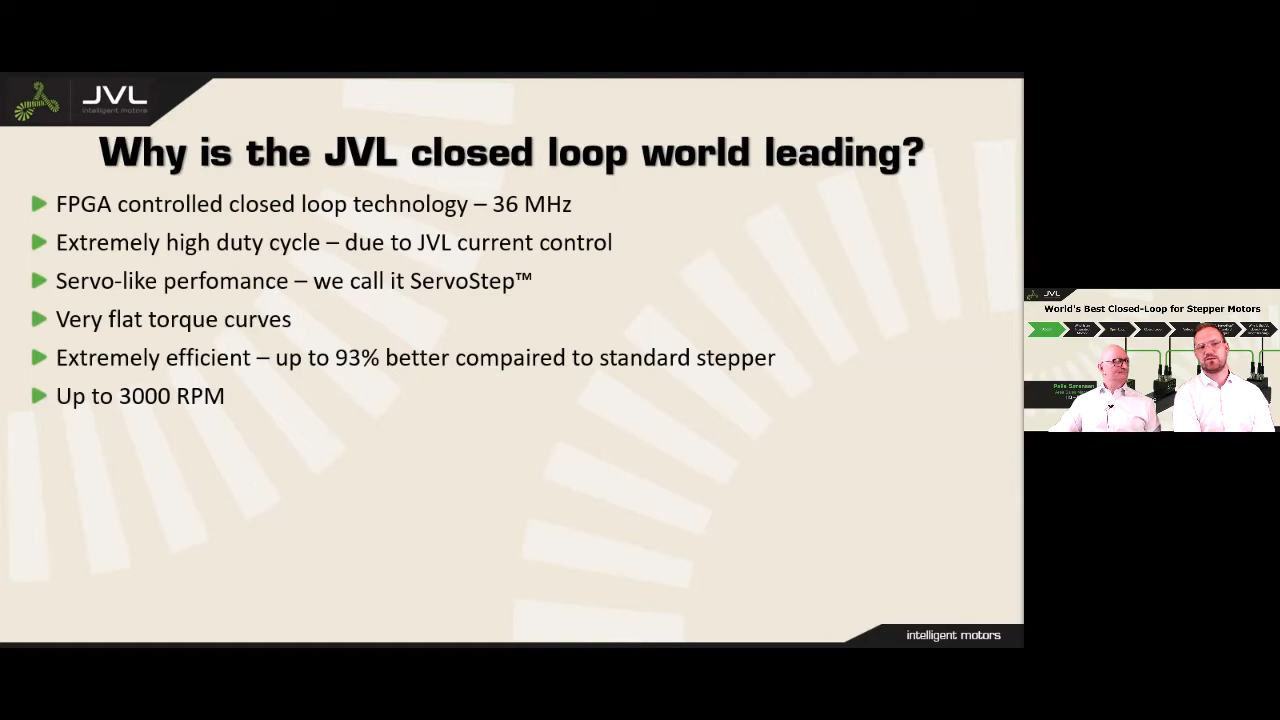 JVL
intelligent motors
Why is the JVL closed loop world leading?
FPGA controlled closed loop technology – 36 MHz
Extremely high duty cycle – due to JVL current control
Servo-like perfomance – we call it ServoStep™
Very flat torque curves
Extremely efficient – up to 93% better compaired to standard stepper
Up to 3000 RPM
intelligent motors
JVL
World's Best Closed-Loop for Stepper Motors